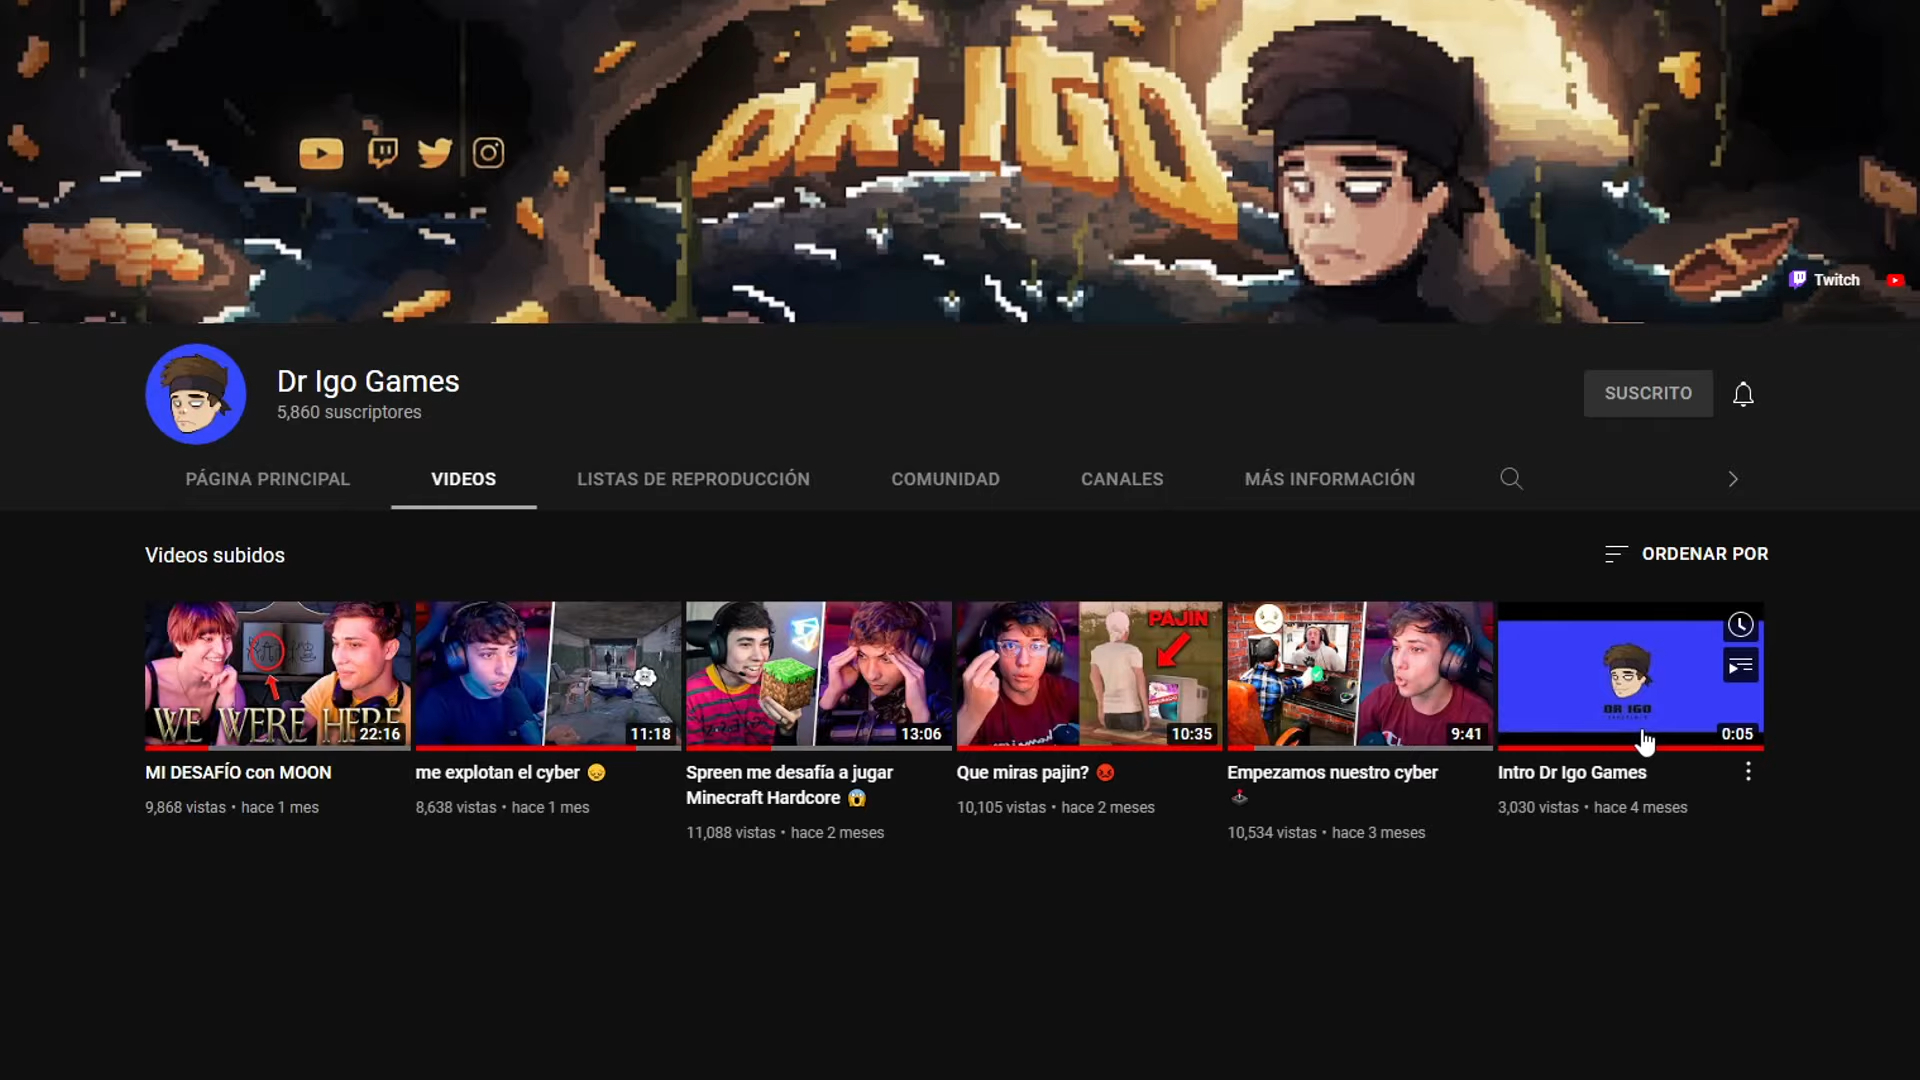 DR. IGO
Twitch
Dr Igo Games
5,860 suscriptores
SUSCRITO
PÁGINA PRINCIPAL
VIDEOS
LISTAS DE REPRODUCCIÓN
COMUNIDAD
CANALES
MÁS INFORMACIÓN
Videos subidos
ORDENAR POR
WE WERE HERE
22:16
11:18
13:06
PAJIN
10:35
9:41
DR IGO
0:05
MI DESAFÍO con MOON
9,868 vistas • hace 1 mes
me explotan el cyber 😔
8,638 vistas • hace 1 mes
Spreen me desafía a jugar
Minecraft Hardcore 😱
11,088 vistas • hace 2 meses
Que miras pajin? 😡
10,105 vistas • hace 2 meses
Empezamos nuestro cyber
🕹️
10,534 vistas • hace 3 meses
Intro Dr Igo Games
3,030 vistas • hace 4 meses